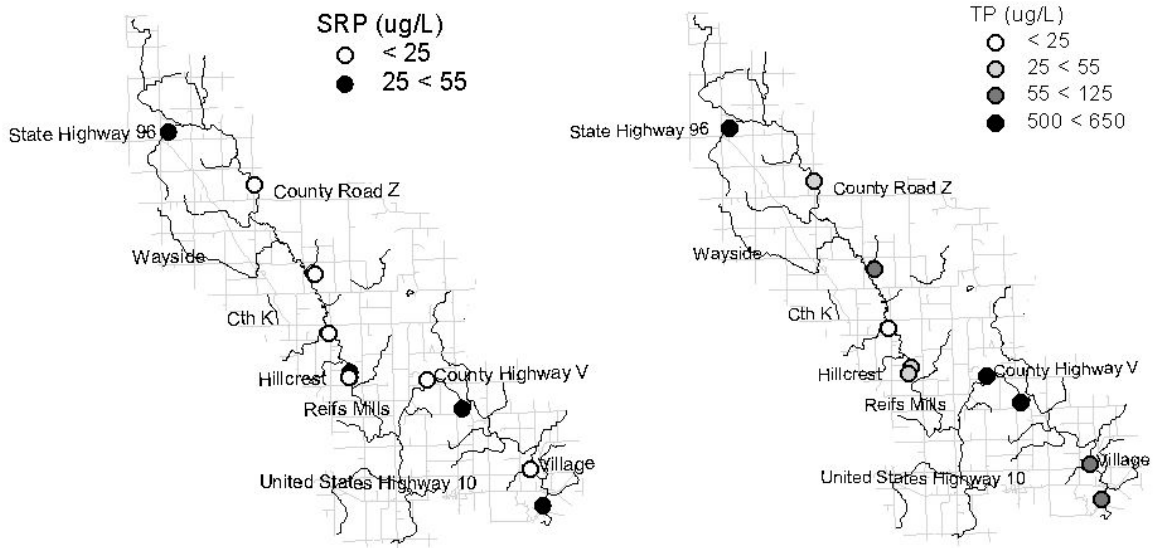 SRP (ug/L)
< 25
25 < 55
State Highway 96
County Road Z
Wayside
Cth K
Hillcrest
County Highway V
Reifs Mills
Village
United States Highway 10
TP (ug/L)
< 25
25 < 55
55 < 125
500 < 650
State Highway 96
County Road Z
Wayside
Cth K
Hillcrest
County Highway V
Reifs Mills
Village
United States Highway 10